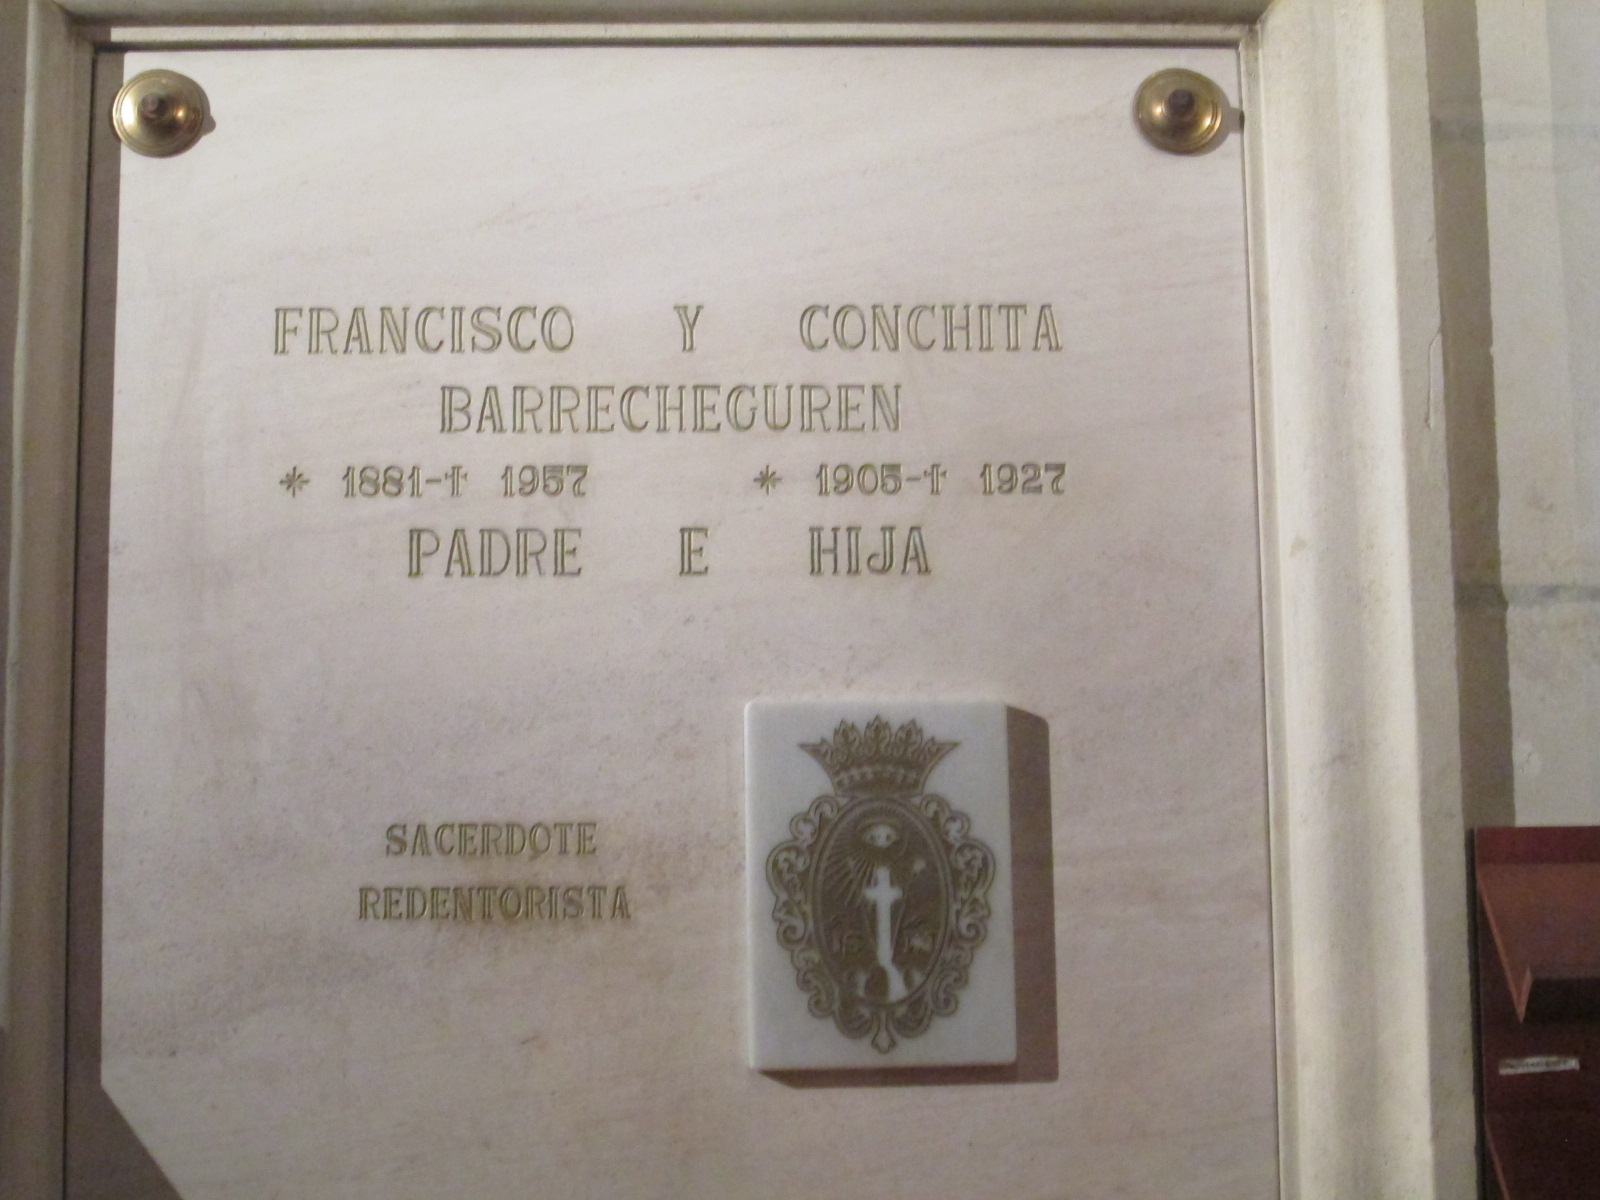 FRANCISCO Y CONCHITA
BARRECHEGUREN
* 1881-† 1957 * 1905-† 1927
PADRE E HIJA
SACERDOTE
REDENTORISTA